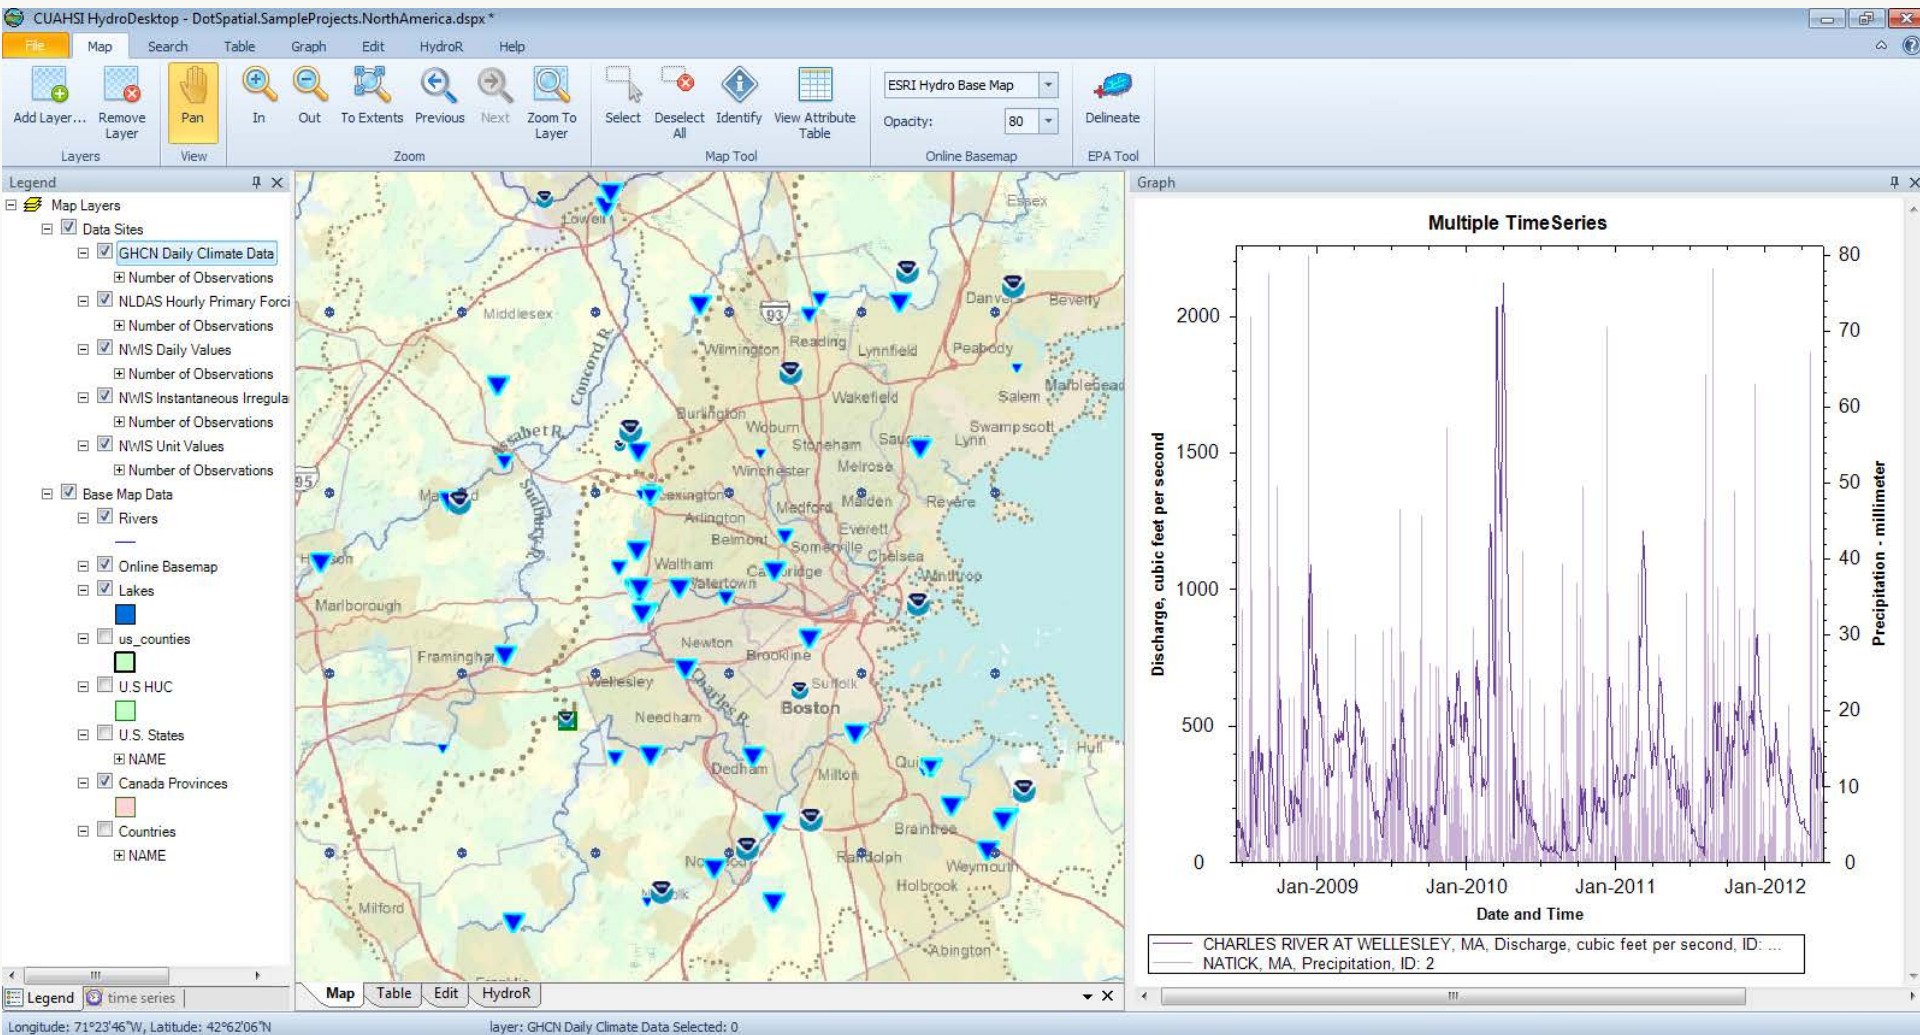 CUAHSI HydroDesktop - DotSpatial.SampleProjects.NorthAmerica.dspx *
File Map Search Table Graph Edit HydroR Help
Add Layer... Remove Layer
Layers
Pan
View
In Out To Extents Previous Next Zoom To Layer
Zoom
Select Deselect All Identify View Attribute Table
Map Tool
ESRI Hydro Base Map
Opacity: 80
Online Basemap
Delineate
EPA Tool
Legend
Map Layers
Data Sites
GHCN Daily Climate Data
Number of Observations
NLDAS Hourly Primary Forci
Number of Observations
NWIS Daily Values
Number of Observations
NWIS Instantaneous Irregula
Number of Observations
NWIS Unit Values
Number of Observations
Base Map Data
Rivers
Online Basemap
Lakes
us_counties
U.S HUC
U.S. States
NAME
Canada Provinces
Countries
NAME
Legend time series
Essex
Lowell
Danvers
Beverly
Middlesex
93
Wilmington
Reading
Lynnfield
Peabody
Concord R.
Marblehead
Wakefield
Salem
Burlington
Woburn
Swampscott
Assabet R.
Stoneham
Lynn
Winchester
Melrose
95
Sudbury R.
Lexington
Medford
Malden
Revere
Arlington
Everett
Belmont
Somerville
Chelsea
Waltham
Watertown
Cambridge
Winthrop
Marlborough
Newton
Brookline
Framingham
Wellesley
Charles R.
Suffolk
Needham
Boston
Hull
Dedham
Milton
Braintree
Randolph
Weymouth
Holbrook
Milford
Abington
Map Table Edit HydroR
Graph
Multiple TimeSeries
Discharge, cubic feet per second
2000
1500
1000
500
0
80
70
60
50
40
30
20
10
0
Precipitation - millimeter
Jan-2009 Jan-2010 Jan-2011 Jan-2012
Date and Time
CHARLES RIVER AT WELLESLEY, MA, Discharge, cubic feet per second, ID: ...
NATICK, MA, Precipitation, ID: 2
Longitude: 71°23'46"W, Latitude: 42°62'06"N
layer: GHCN Daily Climate Data Selected: 0